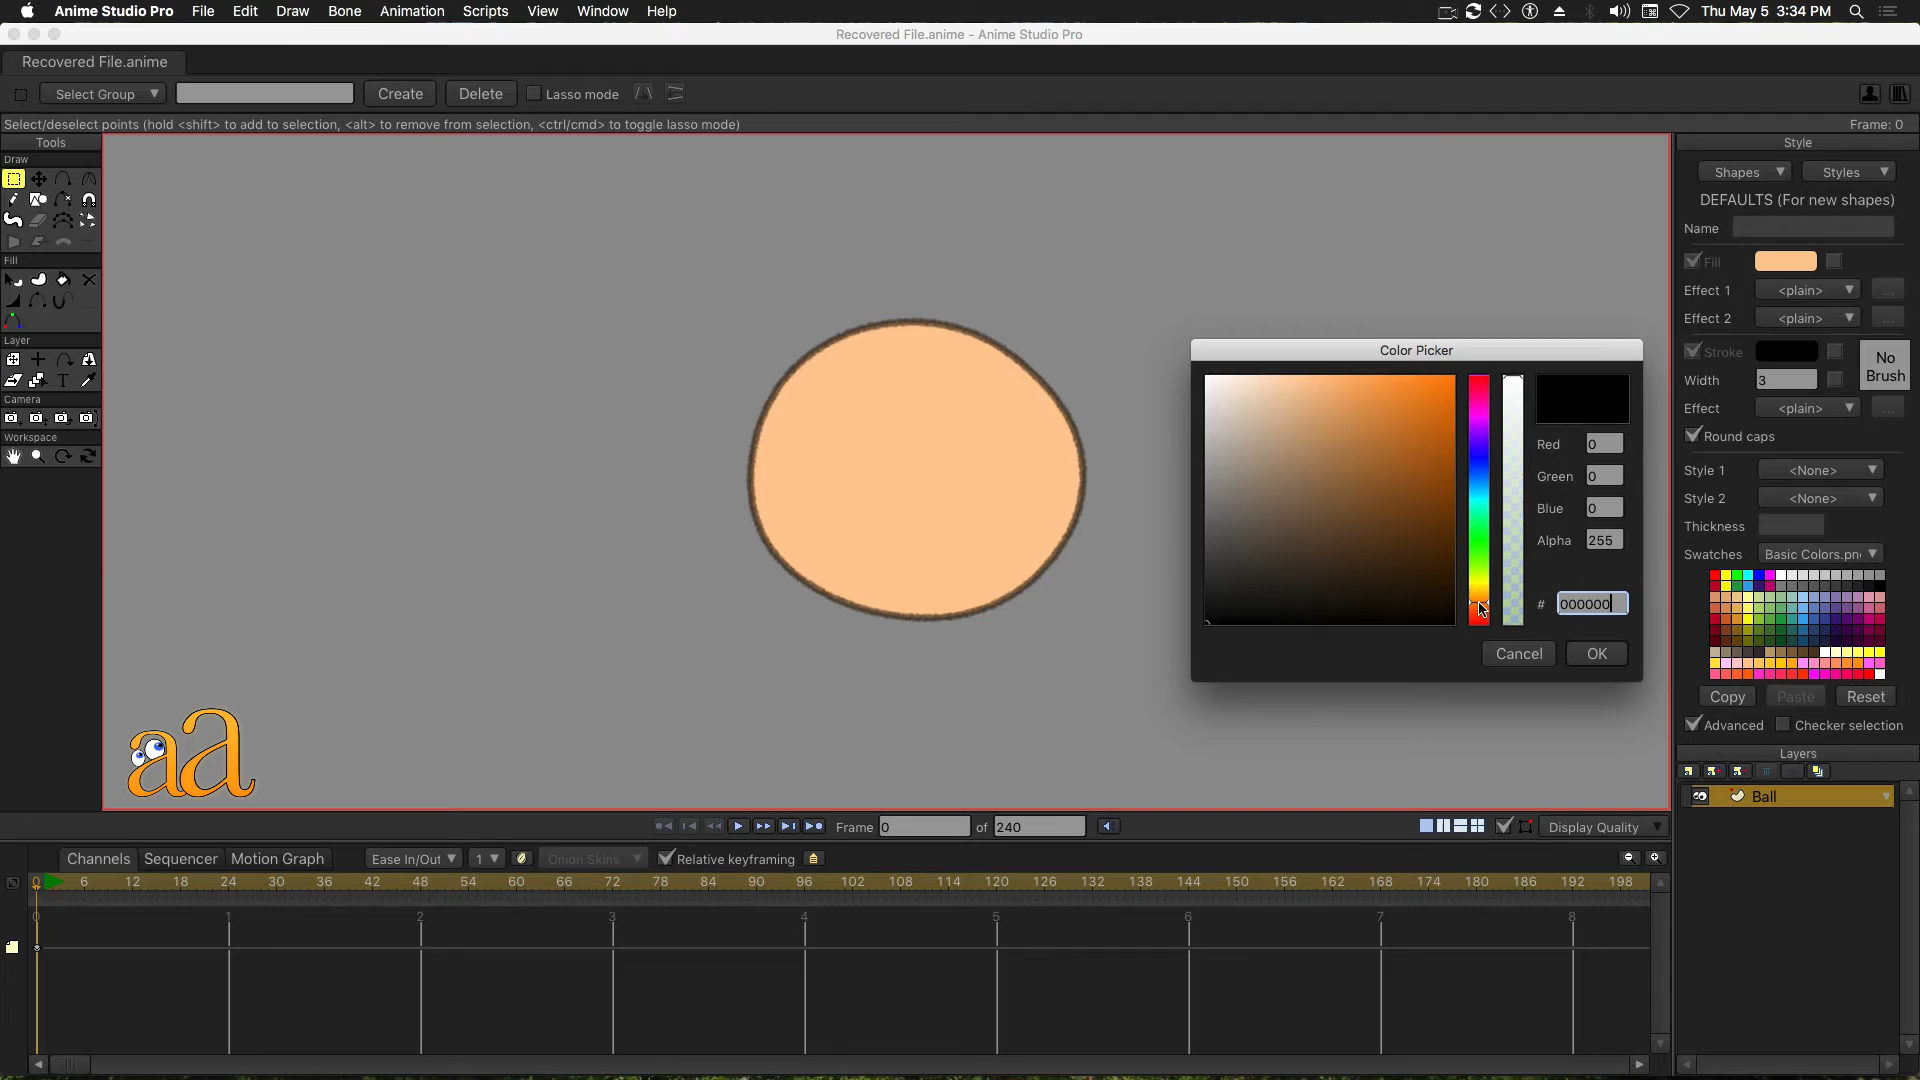 Anime Studio Pro File Edit Draw Bone Animation Scripts View Window Help Thu May 5 3:34 PM
Recovered File.anime - Anime Studio Pro
Recovered File.anime
Select Group Create Delete Lasso mode
Select/deselect points (hold <shift> to add to selection, <alt> to remove from selection, <ctrl/cmd> to toggle lasso mode) Frame: 0
Tools
Draw
Fill
Layer
T
Camera
Workspace
aa
Color Picker
Red 0
Green 0
Blue 0
Alpha 255
# 000000
Cancel OK
Style
Shapes Styles
DEFAULTS (For new shapes)
Name
Fill
Effect 1 <plain> ...
Effect 2 <plain> ...
Stroke No Brush
Width 3
Effect <plain> ...
Round caps
Style 1 <None>
Style 2 <None>
Thickness
Swatches Basic Colors.pn
Copy Paste Reset
Advanced Checker selection
Layers
Ball
Frame 0 of 240 Display Quality
Channels Sequencer Motion Graph Ease In/Out 1 Onion Skins Relative keyframing
0 6 12 18 24 30 36 42 48 54 60 66 72 78 84 90 96 102 108 114 120 126 132 138 144 150 156 162 168 174 180 186 192 198
0 1 2 3 4 5 6 7 8